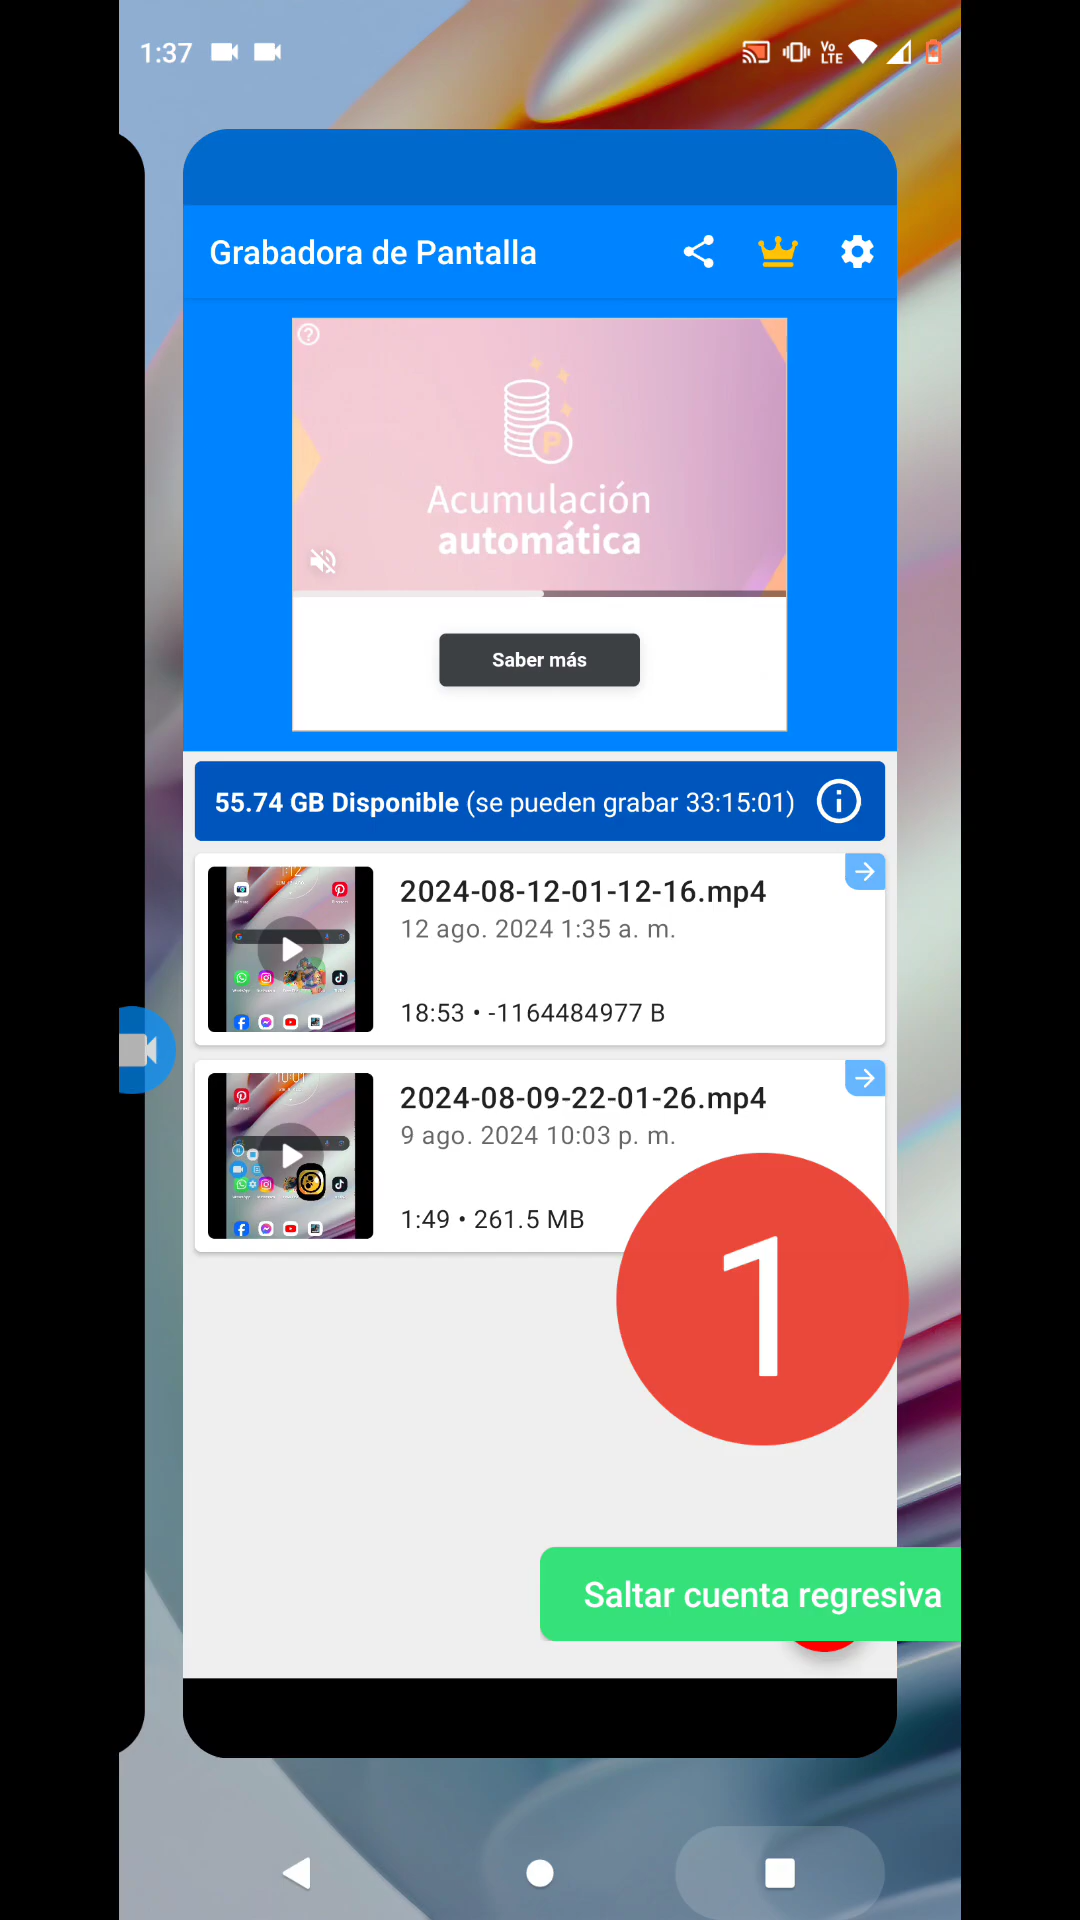 1:37
Vo LTE
Grabadora de Pantalla
Acumulación
automática
Saber más
55.74 GB Disponible (se pueden grabar 33:15:01)
2024-08-12-01-12-16.mp4
12 ago. 2024 1:35 a. m.
18:53 • -1164484977 B
2024-08-09-22-01-26.mp4
9 ago. 2024 10:03 p. m.
1:49 • 261.5 MB
1
Saltar cuenta regresiva